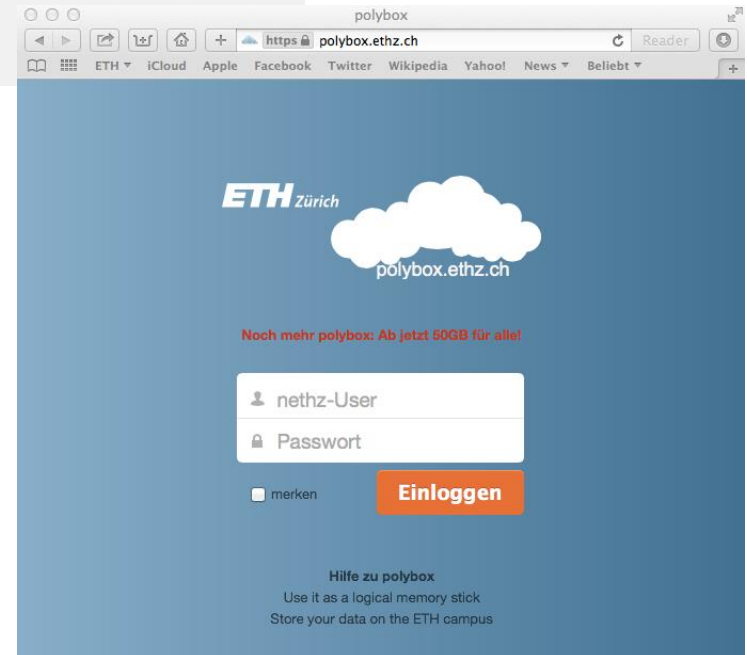 polybox
https polybox.ethz.ch Reader
ETH iCloud Apple Facebook Twitter Wikipedia Yahoo! News Beliebt
ETH Zürich
polybox.ethz.ch
Noch mehr polybox: Ab jetzt 50GB für alle!
nethz-User
Passwort
merken
Einloggen
Hilfe zu polybox
Use it as a logical memory stick
Store your data on the ETH campus